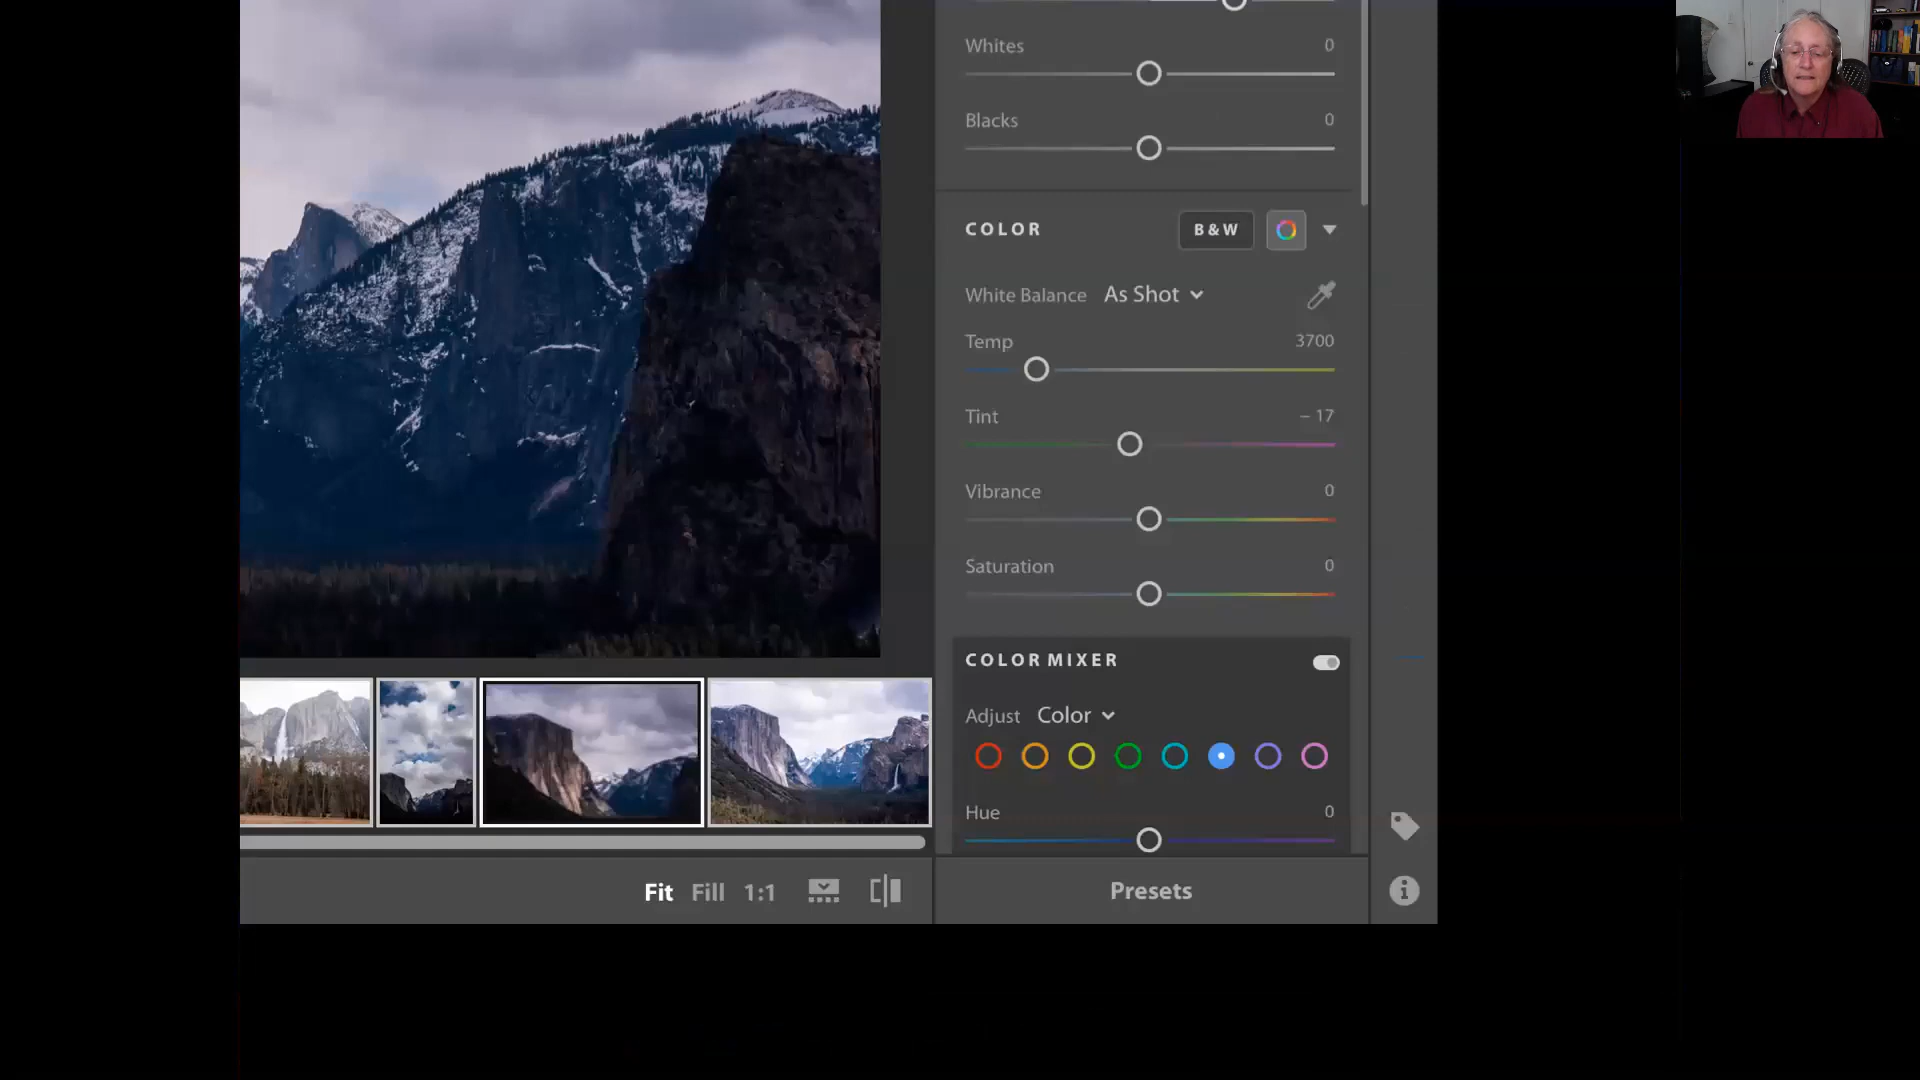 Whites 0
Blacks 0
COLOR B&W
White Balance As Shot
Temp 3700
Tint – 17
Vibrance 0
Saturation 0
COLOR MIXER
Adjust Color
Hue 0
Fit Fill 1:1
Presets